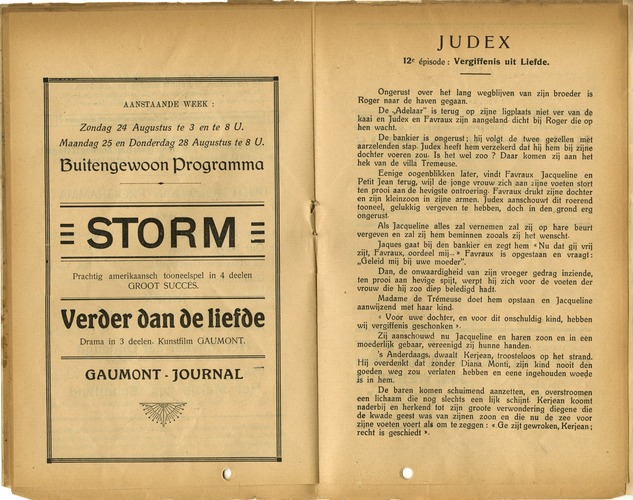 AANSTAANDE WEEK :
Zondag 24 Augustus te 3 en te 8 U.
Maandag 25 en Donderdag 28 Augustus te 8 U.
Buitengewoon Programma
STORM
Prachtig amerikaansch tooneelspel in 4 deelen
GROOT SUCCES.
Verder dan de liefde
Drama in 3 deelen. Kunstfilm GAUMONT.
GAUMONT - JOURNAL
JUDEX
12e épisode : Vergiffenis uit Liefde.
Ongerust over het lang wegblijven van zijn broeder is
Roger naar de haven gegaan.
De „Adelaar” is terug op zijne ligplaats niet ver van de
kaai en Judex en Favraux zijn aangeland dicht bij Roger die op
hen wacht.
De bankier is ongerust ; hij volgt de twee gezellen met
aarzelenden stap. Judex heeft hem verzekerd dat hij hem bij zijne
dochter voeren zou. Is het wel zoo ? Daar komen zij aan het
hek van de villa Tremeuse.
Eenige oogenblikken later, vindt Favraux Jacqueline en
Petit Jean terug, wijl de jonge vrouw zich aan zijne voeten stort
ten prooi aan de hevigste ontroering. Favraux drukt zijne dochter
en zijn kleinzoon in zijne armen. Judex aanschouwt dit roerend
tooneel, gelukkig vergeven te hebben, doch in den grond erg
ongerust.
Als Jacqueline alles zal vernemen zal zij op hare beurt
vergeven en zal zij hem beminnen zooals zij het wenscht.
Jaques gaat bij den bankier en zegt hem « Nu dat gij vrij
zijt, Favraux, oordeel mij...» Favraux is opgestaan en vraagt :
„Geleid mij bij uwe moeder”.
Dan, de onwaardigheid van zijn vroeger gedrag inziende,
ten prooi aan hevige spijt, werpt hij zich voor de voeten der
vrouw die hij zoo diep beledigd hadt.
Madame de Trémeuse doet hem opstaan en Jacqueline
aanwijzend met haar kind.
« Voor uwe dochter, en voor dit onschuldig kind, hebben
wij vergiffenis geschonken ».
Zij aanschouwd nu Jacqueline en haren zoon en in een
moederlijk gebaar, vereenigd zij hunne handen.
's Anderdaags, dwaalt Kerjean, troosteloos op het strand.
Hij overdenkt dat zonder Diana Monti, zijn kind nooit den
goeden weg zou verlaten hebben en eene ingehouden woede
is in hem.
De baren komen schuimend aanzetten, en overstroomen
een lichaam die nog slechts een lijk schijnt. Kerjean koomt
naderbij en herkend tot zijn groote verwondering diegene die
de kwade geest was van zijnen zoon en die nu de zee voor
zijne voeten voert als om te zeggen : « Ge zijt gewroken, Kerjean ;
recht is geschiedt ».